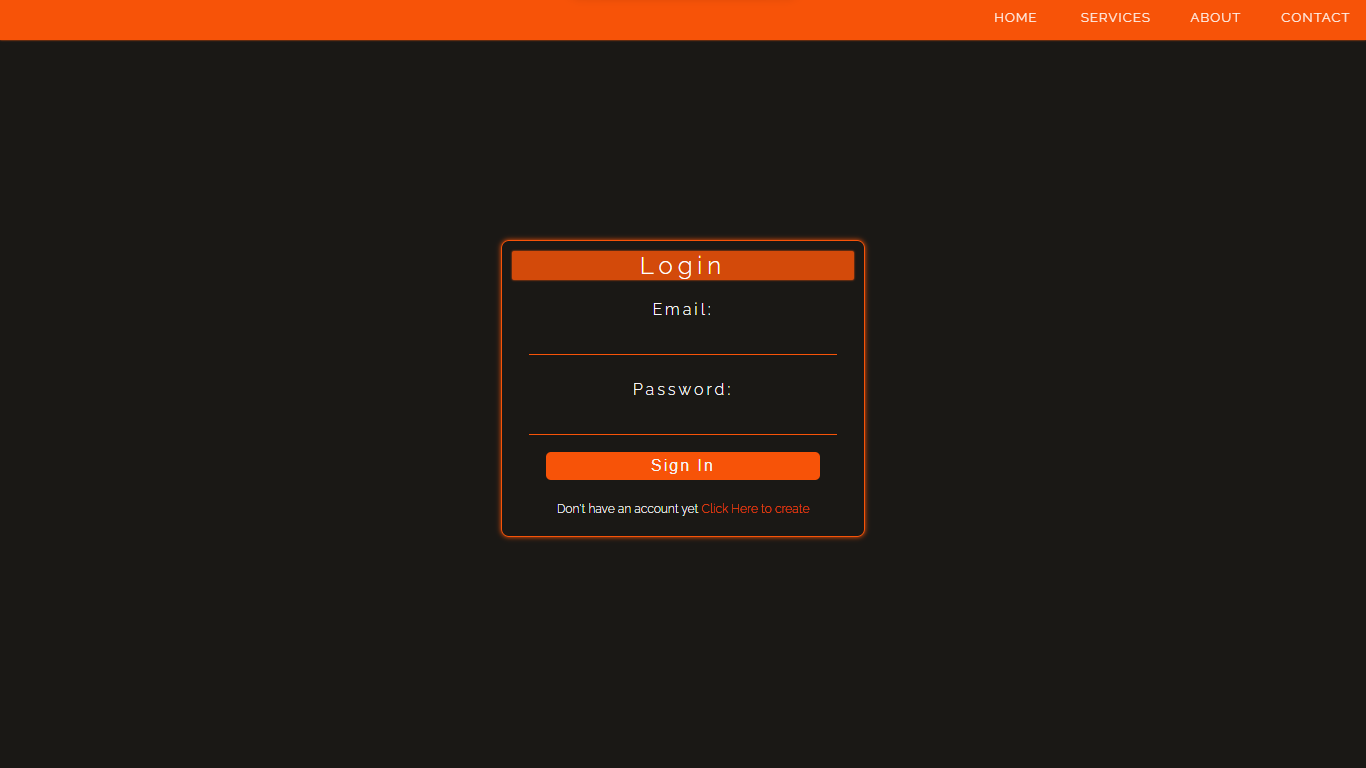 HOME SERVICES ABOUT CONTACT
Login
Email:
Password:
Sign In
Don't have an account yet Click Here to create